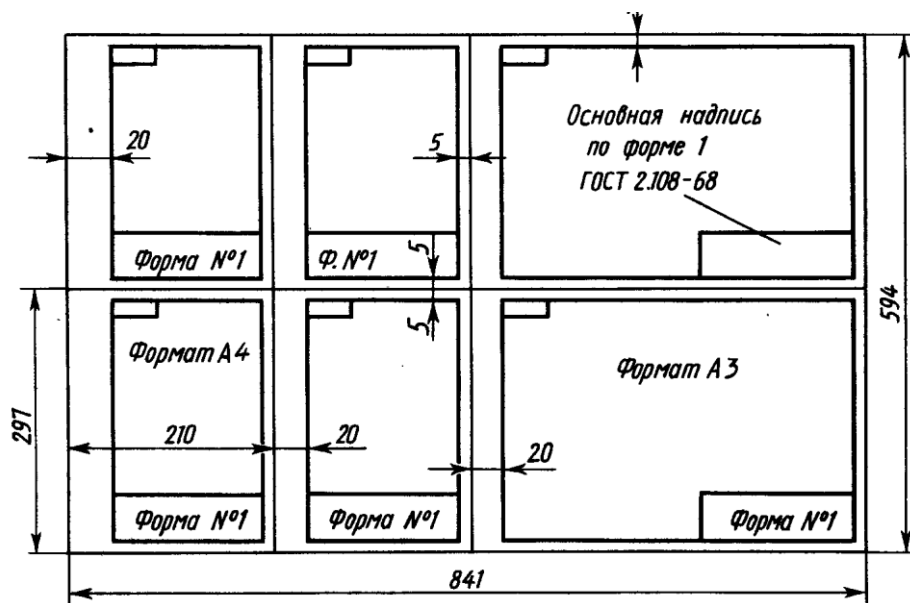 20
5
Основная надпись
по форме 1
ГОСТ 2.108-68
Форма №1
Ф. №1
5
5
594
297
Формат А4
Формат А3
210
20
20
Форма №1
Форма №1
Форма №1
841